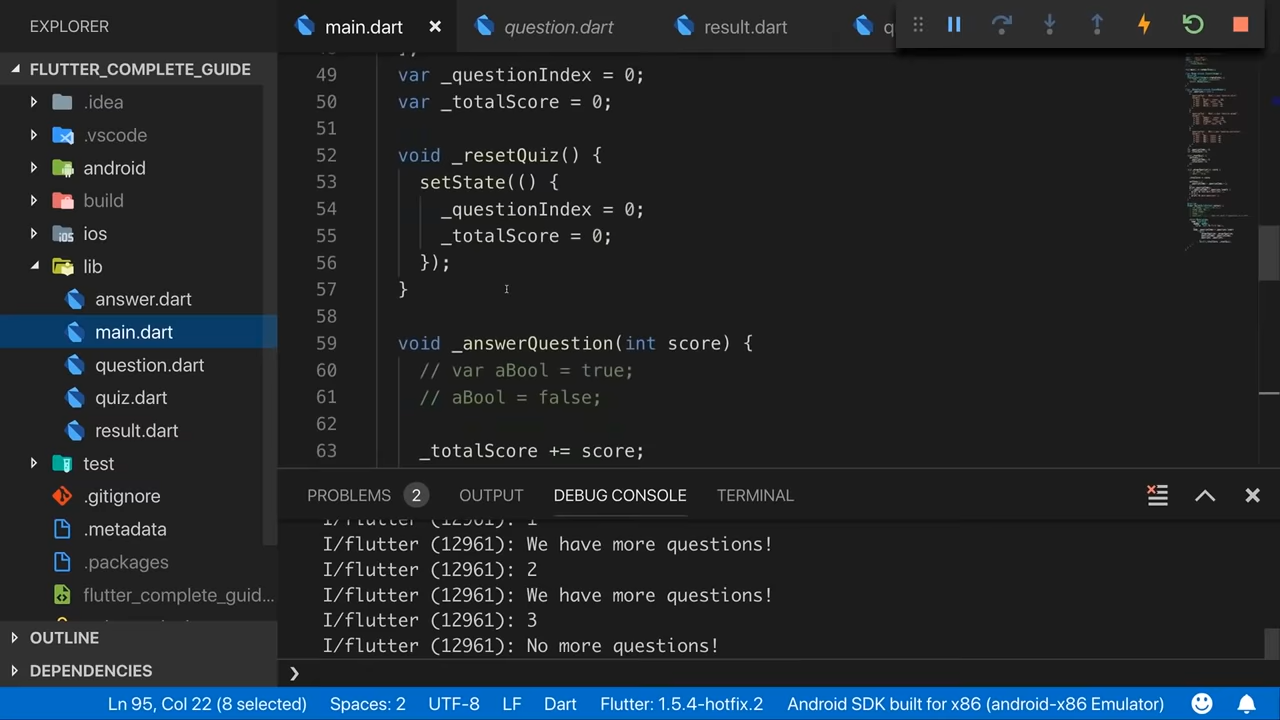 EXPLORER
main.dart
question.dart
result.dart
q
FLUTTER_COMPLETE_GUIDE
.idea
.vscode
android
build
ios
lib
answer.dart
main.dart
question.dart
quiz.dart
result.dart
test
.gitignore
.metadata
.packages
flutter_complete_guid...
OUTLINE
DEPENDENCIES
49 var _questionIndex = 0;
50 var _totalScore = 0;
51
52 void _resetQuiz() {
53 setState(() {
54 _questionIndex = 0;
55 _totalScore = 0;
56 });
57 }
58
59 void _answerQuestion(int score) {
60 // var aBool = true;
61 // aBool = false;
62
63 _totalScore += score;
PROBLEMS 2 OUTPUT DEBUG CONSOLE TERMINAL
I/flutter (12961): 1
I/flutter (12961): We have more questions!
I/flutter (12961): 2
I/flutter (12961): We have more questions!
I/flutter (12961): 3
I/flutter (12961): No more questions!
Ln 95, Col 22 (8 selected) Spaces: 2 UTF-8 LF Dart Flutter: 1.5.4-hotfix.2 Android SDK built for x86 (android-x86 Emulator)